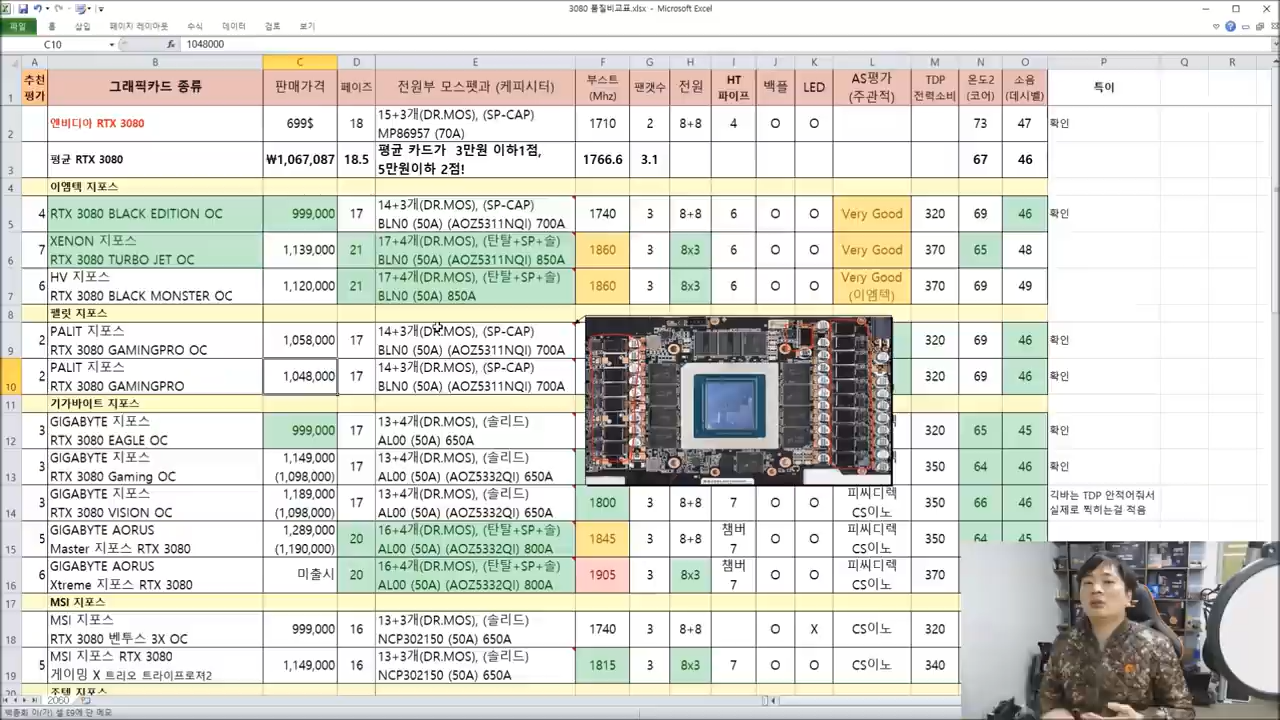 3080 품질비교표.xlsx - Microsoft Excel
파일 홈 삽입 페이지 레이아웃 수식 데이터 검토 보기
C10 fx 1048000
A B C D E F G H I J K L M N O P Q R
1 추천 평가 그래픽카드 종류 판매가격 페이즈 전원부 모스펫과 (케피시터) 부스트 (Mhz) 팬갯수 전원 HT 파이프 백플 LED AS평가 (주관적) TDP 전력소비 온도2 (코어) 소음 (데시벨) 특이
2 엔비디아 RTX 3080 699$ 18 15+3개(DR.MOS), (SP-CAP) MP86957 (70A) 1710 2 8+8 4 O O 73 47 확인
3 평균 RTX 3080 ₩1,067,087 18.5 평균 카드가 3만원 이하1점, 5만원이하 2점! 1766.6 3.1 67 46
4 이엠텍 지포스
5 4 RTX 3080 BLACK EDITION OC 999,000 17 14+3개(DR.MOS), (SP-CAP) BLN0 (50A) (AOZ5311NQI) 700A 1740 3 8+8 6 O O Very Good 320 69 46 확인
6 7 XENON 지포스 RTX 3080 TURBO JET OC 1,139,000 21 17+4개(DR.MOS), (탄탈+SP+솔) BLN0 (50A) (AOZ5311NQI) 850A 1860 3 8x3 6 O O Very Good 370 65 48
7 6 HV 지포스 RTX 3080 BLACK MONSTER OC 1,120,000 21 17+4개(DR.MOS), (탄탈+SP+솔) BLN0 (50A) 850A 1860 3 8x3 6 O O Very Good (이엠텍) 370 69 49
8 펠릿 지포스
9 2 PALIT 지포스 RTX 3080 GAMINGPRO OC 1,058,000 17 14+3개(DR.MOS), (SP-CAP) BLN0 (50A) (AOZ5311NQI) 700A 320 69 46 확인
10 2 PALIT 지포스 RTX 3080 GAMINGPRO 1,048,000 17 14+3개(DR.MOS), (SP-CAP) BLN0 (50A) (AOZ5311NQI) 700A 320 69 46 확인
11 기가바이트 지포스
12 3 GIGABYTE 지포스 RTX 3080 EAGLE OC 999,000 17 13+4개(DR.MOS), (솔리드) AL00 (50A) 650A 320 65 45 확인
13 3 GIGABYTE 지포스 RTX 3080 Gaming OC 1,149,000 (1,098,000) 17 13+4개(DR.MOS), (솔리드) AL00 (50A) (AOZ5332QI) 650A 350 64 46 확인
14 3 GIGABYTE 지포스 RTX 3080 VISION OC 1,189,000 (1,098,000) 17 13+4개(DR.MOS), (솔리드) AL00 (50A) (AOZ5332QI) 650A 1800 3 8+8 7 O O 피씨디렉 CS이노 350 66 46 긱바는 TDP 안적어줘서 실제로 찍히는걸 적음
15 5 GIGABYTE AORUS Master 지포스 RTX 3080 1,289,000 (1,190,000) 20 16+4개(DR.MOS), (탄탈+SP+솔) AL00 (50A) (AOZ5332QI) 800A 1845 3 8+8 챔버 7 O O 피씨디렉 CS이노 350 64 45
16 6 GIGABYTE AORUS Xtreme 지포스 RTX 3080 미출시 20 16+4개(DR.MOS), (탄탈+SP+솔) AL00 (50A) (AOZ5332QI) 800A 1905 3 8x3 챔버 7 O O 피씨디렉 CS이노 370
17 MSI 지포스
18 MSI 지포스 RTX 3080 벤투스 3X OC 999,000 16 13+3개(DR.MOS), (솔리드) NCP302150 (50A) 650A 1740 3 8+8 O X CS이노 320
19 5 MSI 지포스 RTX 3080 게이밍 X 트리오 트라이프로져2 1,149,000 16 13+3개(DR.MOS), (솔리드) NCP302150 (50A) 650A 1815 3 8x3 7 O O CS이노 340
20 조텍 지포스
2060